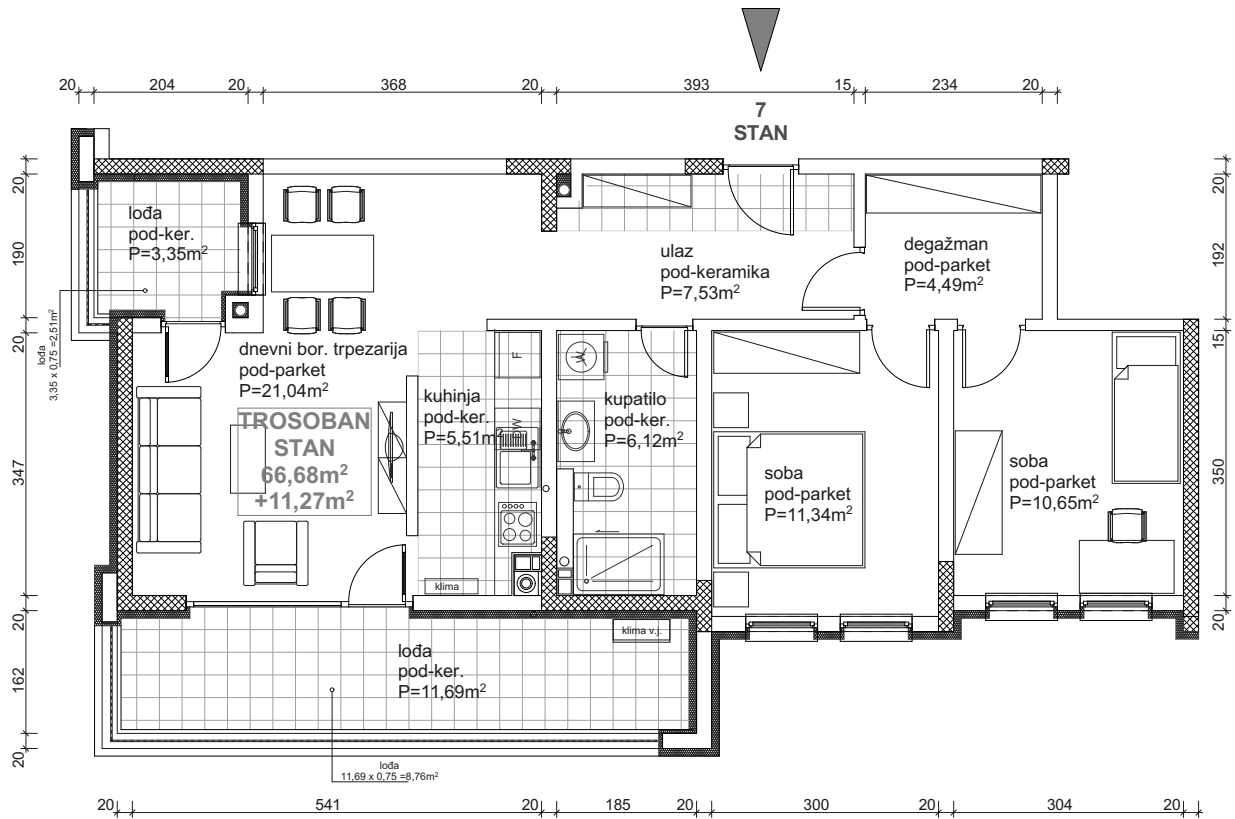 7
STAN
20
204
20
368
20
393
15
234
20
20
190
20
347
20
162
20
20
192
15
350
20
lođa
pod-ker.
P=3,35m²
lođa
3,35 x 0,75 =2,51m²
dnevni bor. trpezarija
pod-parket
P=21,04m²
TROSOBAN
STAN
66,68m²
+11,27m²
kuhinja
pod-ker.
P=5,51m²
F
klima
ulaz
pod-keramika
P=7,53m²
degažman
pod-parket
P=4,49m²
kupatilo
pod-ker.
P=6,12m²
soba
pod-parket
P=11,34m²
soba
pod-parket
P=10,65m²
klima v.j.
lođa
pod-ker.
P=11,69m²
lođa
11,69 x 0,75 =8,76m²
20
541
20
185
20
300
20
304
20